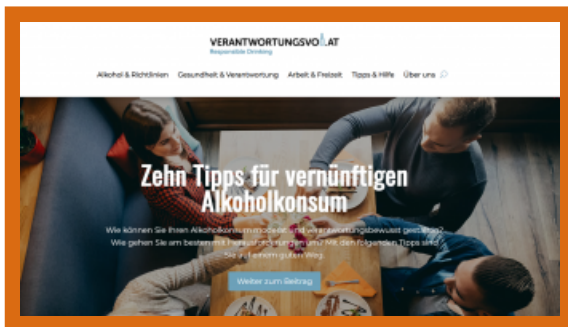 VERANTWORTUNGSVOLL.AT
Responsible Drinking
Alkohol & Richtlinien Gesundheit & Verantwortung Arbeit & Freizeit Tipps & Hilfe Über uns
Zehn Tipps für vernünftigen
Alkoholkonsum
Wie können Sie Ihren Alkoholkonsum moderat und verantwortungsbewusst gestalten?
Wie gehen Sie am besten mit Herausforderungen um? Mit den folgenden Tipps sind
Sie auf einem guten Weg.
Weiter zum Beitrag